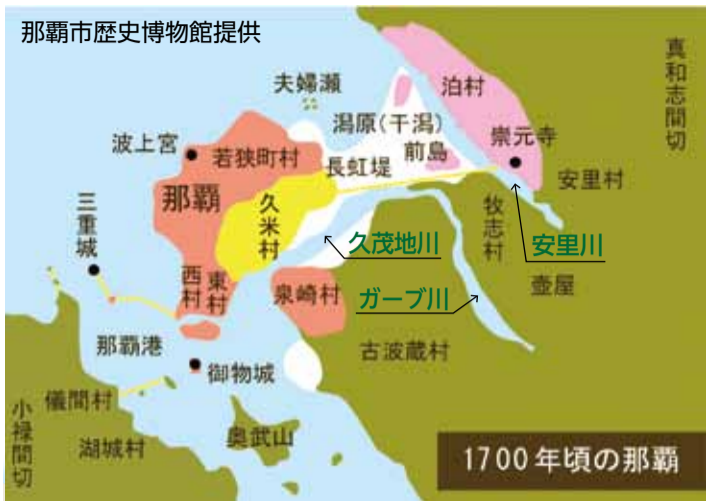 那覇市歴史博物館提供
真和志間切
泊村
夫婦瀬
潟原(干潟)
崇元寺
波上宮
若狭町村
前島
長虹堤
安里村
那覇
久米村
三重城
牧志村
久茂地川
安里川
壺屋
西村
東村
泉崎村
ガーブ川
那覇港
古波蔵村
御物城
儀間村
小禄間切
湖城村
奥武山
1700年頃の那覇